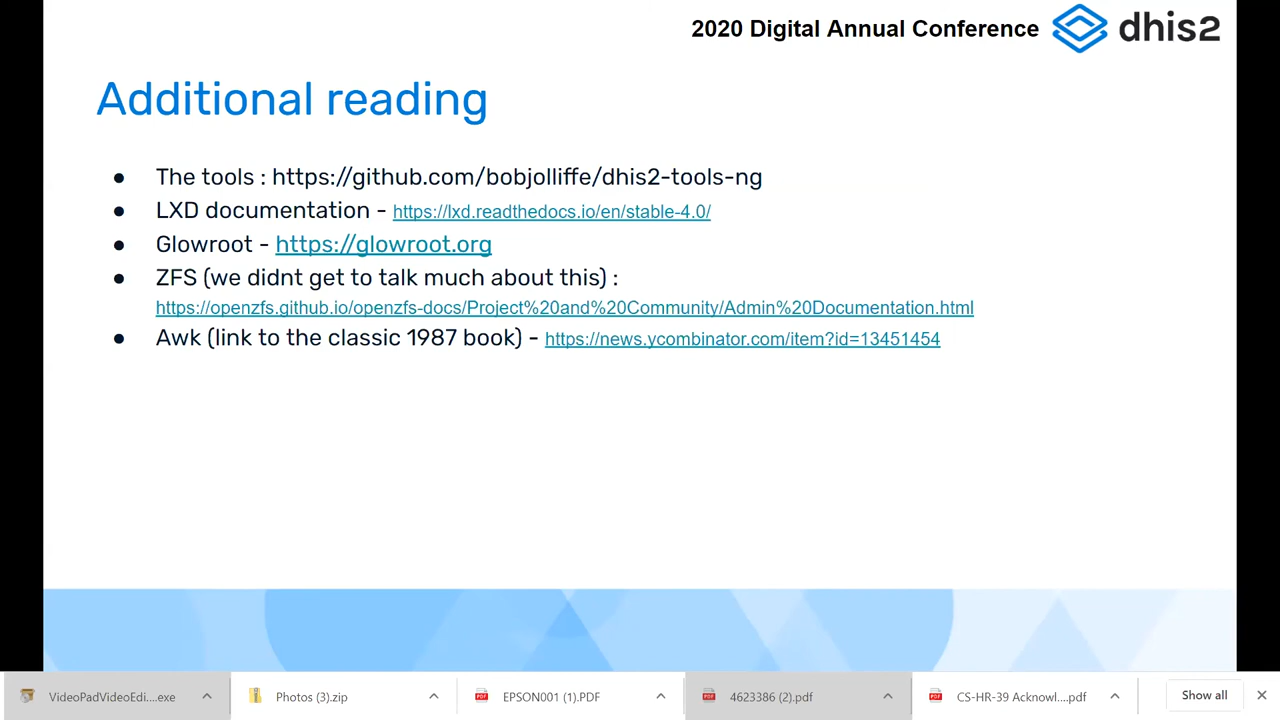 2020 Digital Annual Conference dhis2
Additional reading
● The tools : https://github.com/bobjolliffe/dhis2-tools-ng
● LXD documentation - https://lxd.readthedocs.io/en/stable-4.0/
● Glowroot - https://glowroot.org
● ZFS (we didnt get to talk much about this) :
https://openzfs.github.io/openzfs-docs/Project%20and%20Community/Admin%20Documentation.html
● Awk (link to the classic 1987 book) - https://news.ycombinator.com/item?id=13451454
VideoPadVideoEdi....exe Photos (3).zip EPSON001 (1).PDF 4623386 (2).pdf CS-HR-39 Acknowl....pdf Show all